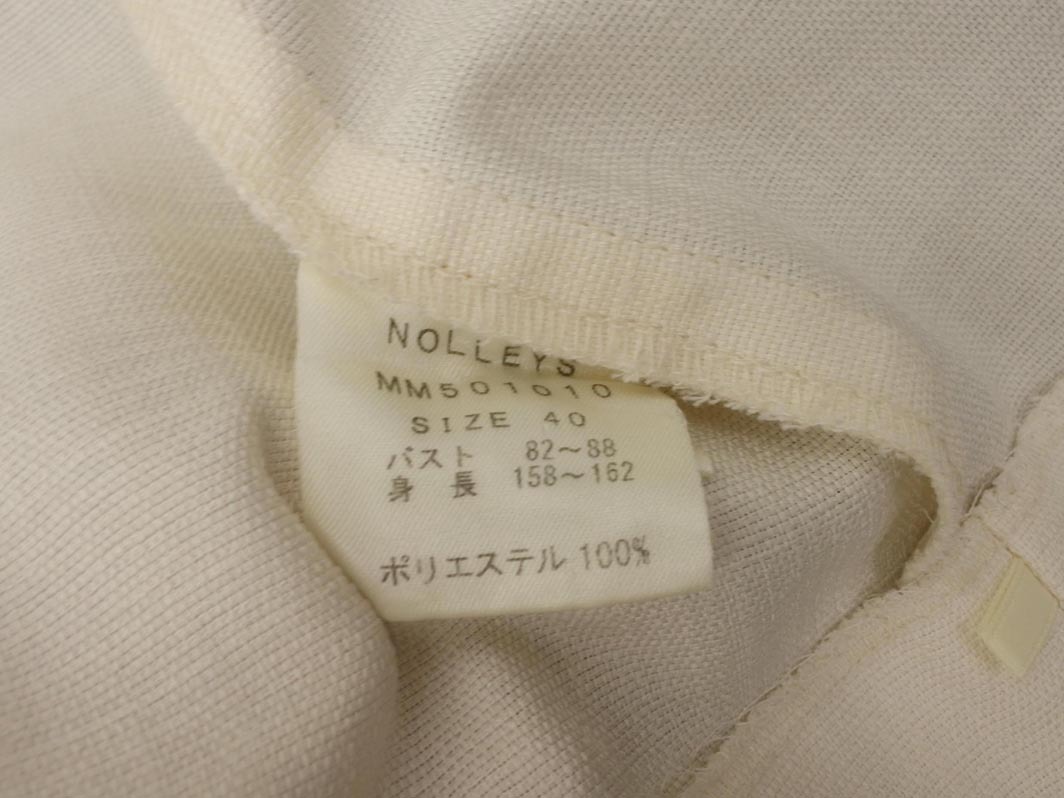 NOLLEYS
MM501010
SIZE 40
バスト 82～88
身 長 158～162
ポリエステル 100%